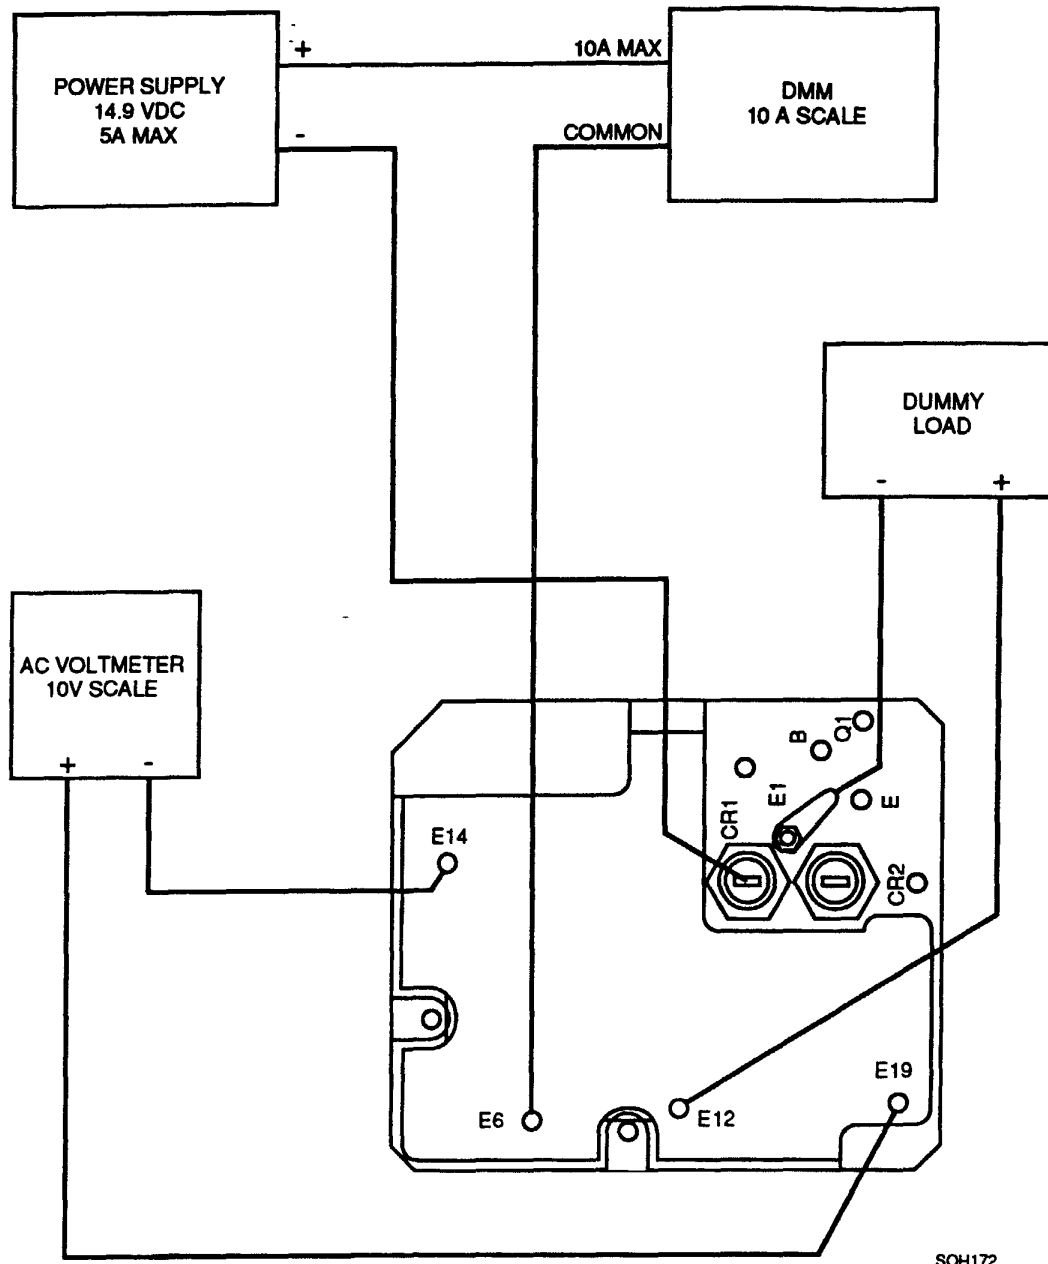 POWER SUPPLY
14.9 VDC
5A MAX
+
-
10A MAX
COMMON
DMM
10 A SCALE
DUMMY
LOAD
-
+
AC VOLTMETER
10V SCALE
+
-
B
Q1
E1
E
CR1
CR2
E14
E19
E6
E12
SOH172